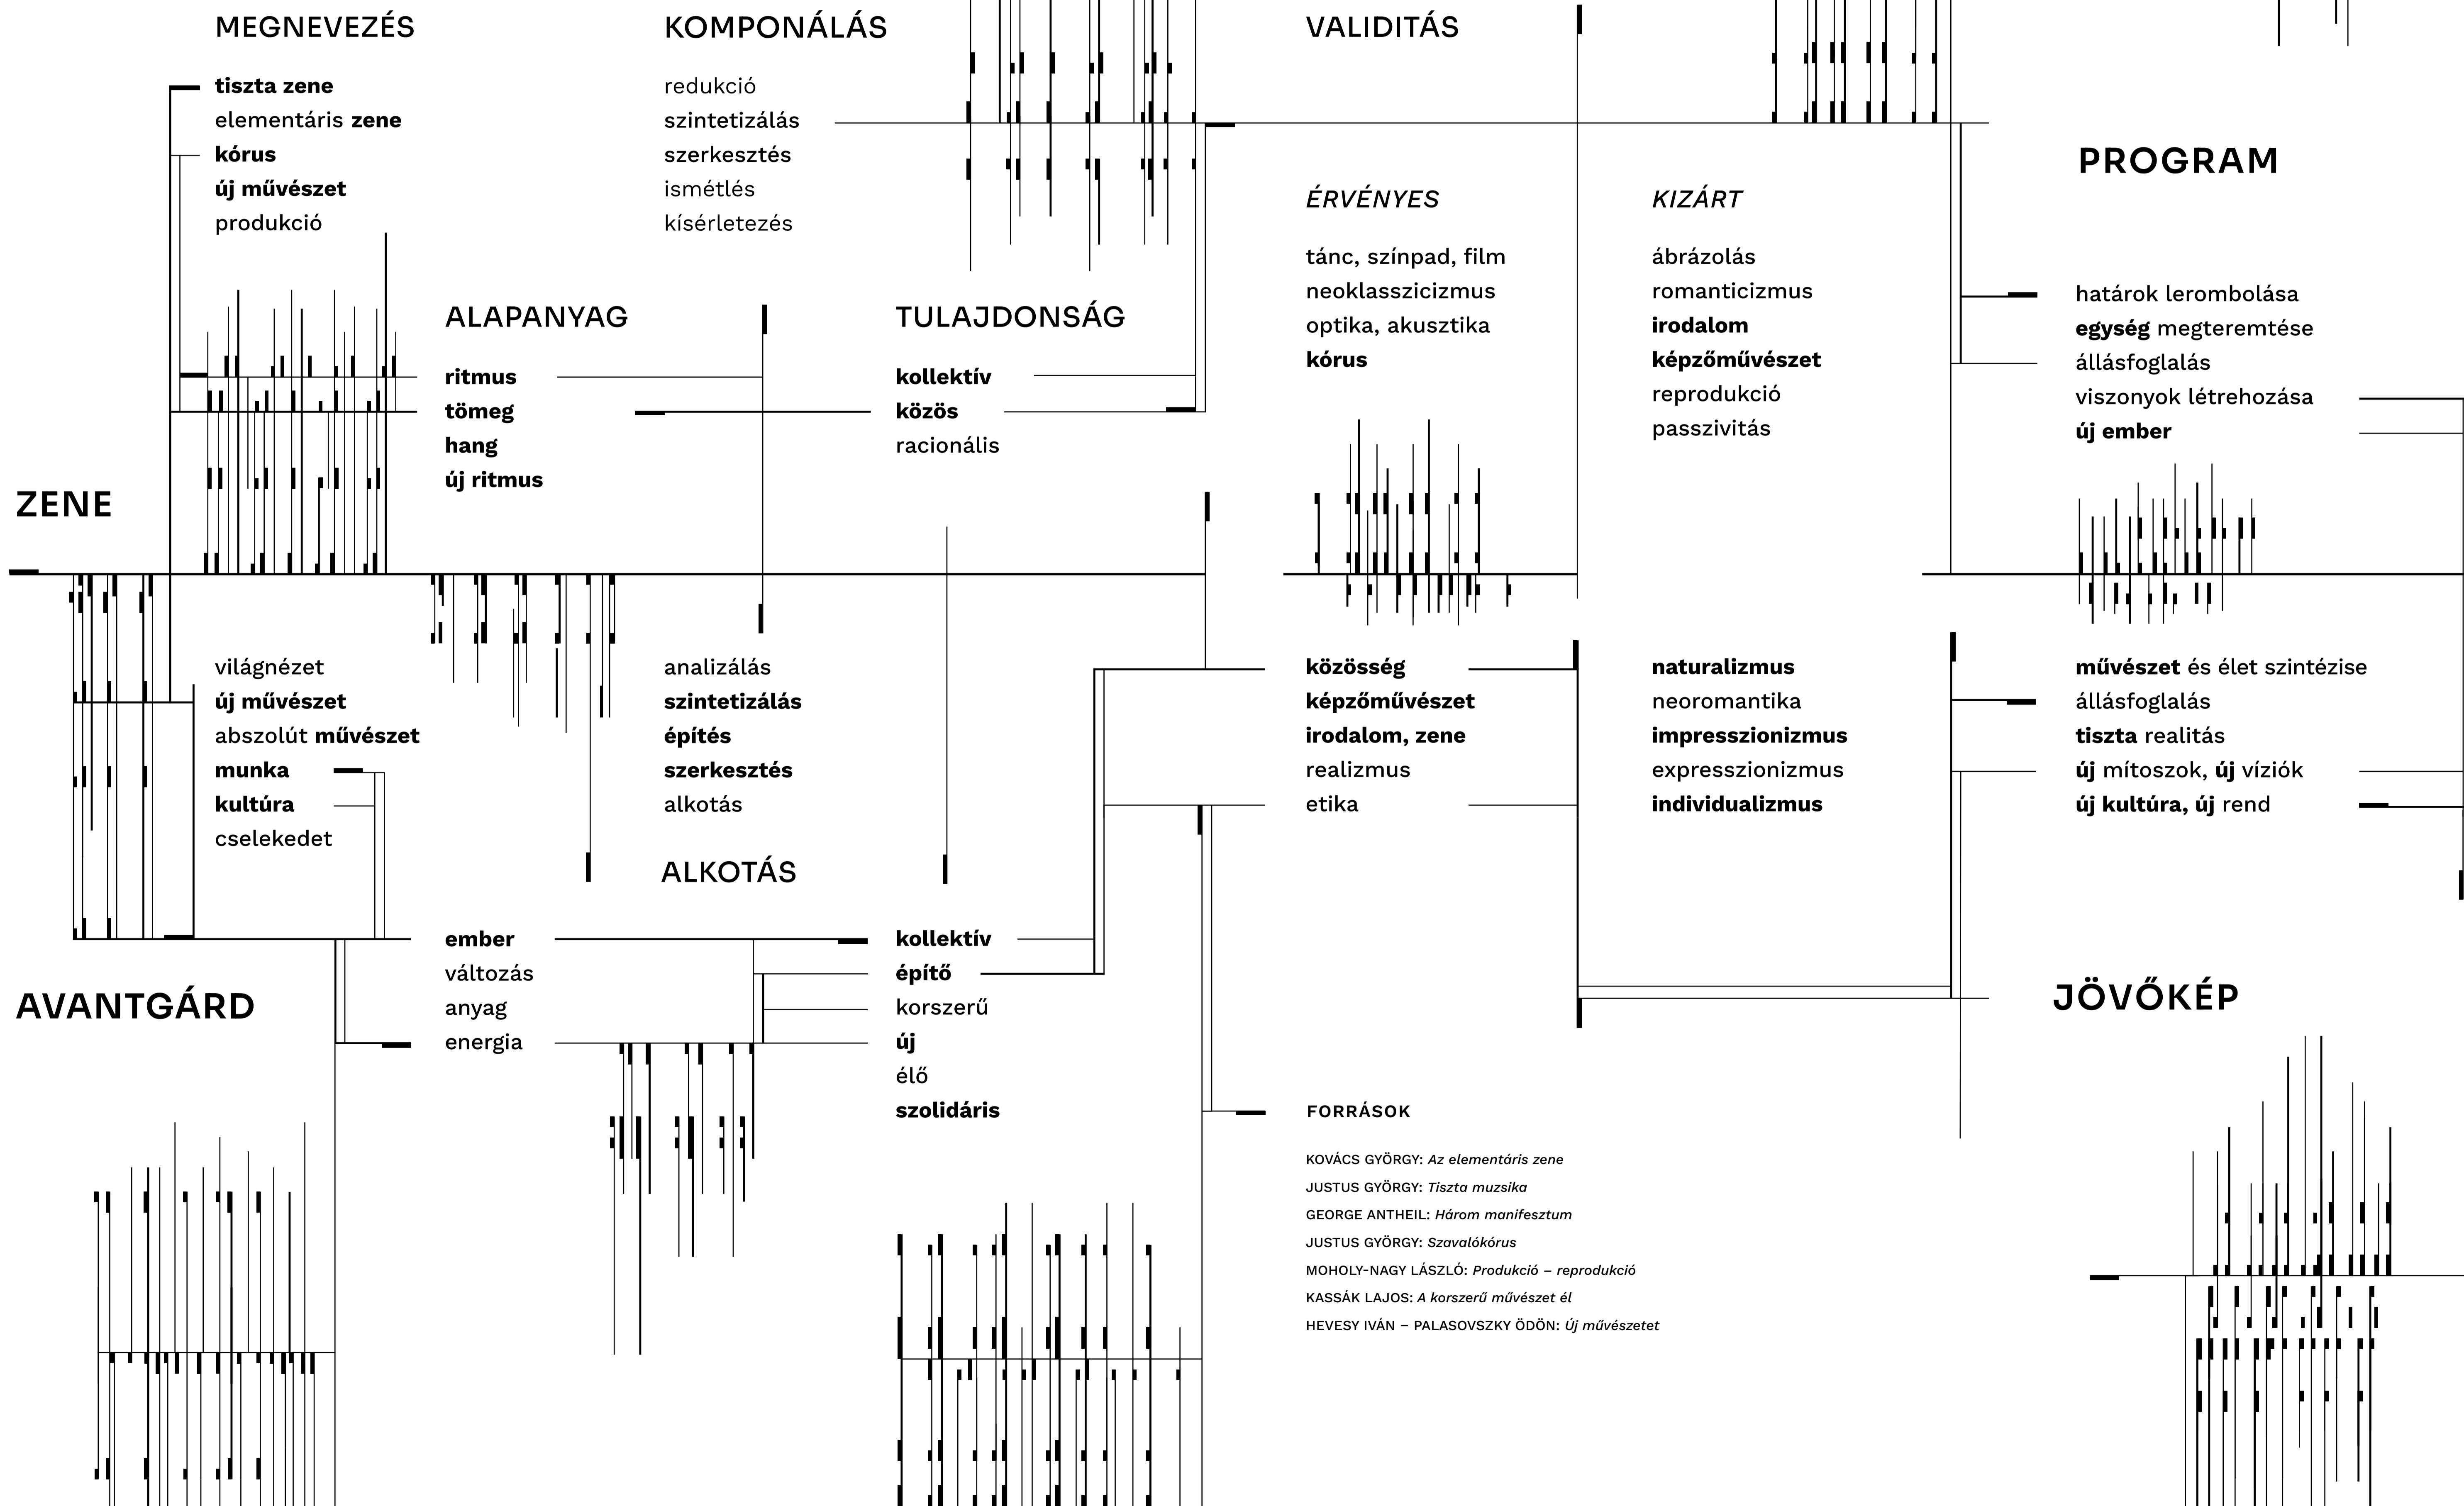 MEGNEVEZÉS
tiszta zene
elementáris zene
kórus
új művészet
produkció
KOMPONÁLÁS
redukció
szintetizálás
szerkesztés
ismétlés
kísérletezés
VALIDITÁS
ÉRVÉNYES
tánc, színpad, film
neoklasszicizmus
optika, akusztika
kórus
KIZÁRT
ábrázolás
romanticizmus
irodalom
képzőművészet
reprodukció
passzivitás
PROGRAM
határok lerombolása
egység megteremtése
állásfoglalás
viszonyok létrehozása
új ember
ALAPANYAG
ritmus
tömeg
hang
új ritmus
TULAJDONSÁG
kollektív
közös
racionális
ZENE
világnézet
új művészet
abszolút művészet
munka
kultúra
cselekedet
analizálás
szintetizálás
építés
szerkesztés
alkotás
ALKOTÁS
közösség
képzőművészet
irodalom, zene
realizmus
etika
naturalizmus
neoromantika
impresszionizmus
expresszionizmus
individualizmus
művészet és élet szintézise
állásfoglalás
tiszta realitás
új mítoszok, új víziók
új kultúra, új rend
AVANTGÁRD
ember
változás
anyag
energia
kollektív
építő
korszerű
új
élő
szolidáris
JÖVŐKÉP
FORRÁSOK
KOVÁCS GYÖRGY: Az elementáris zene
JUSTUS GYÖRGY: Tiszta muzsika
GEORGE ANTHEIL: Három manifesztum
JUSTUS GYÖRGY: Szavalókórus
MOHOLY-NAGY LÁSZLÓ: Produkció – reprodukció
KASSÁK LAJOS: A korszerű művészet él
HEVESY IVÁN – PALASOVSZKY ÖDÖN: Új művészetet